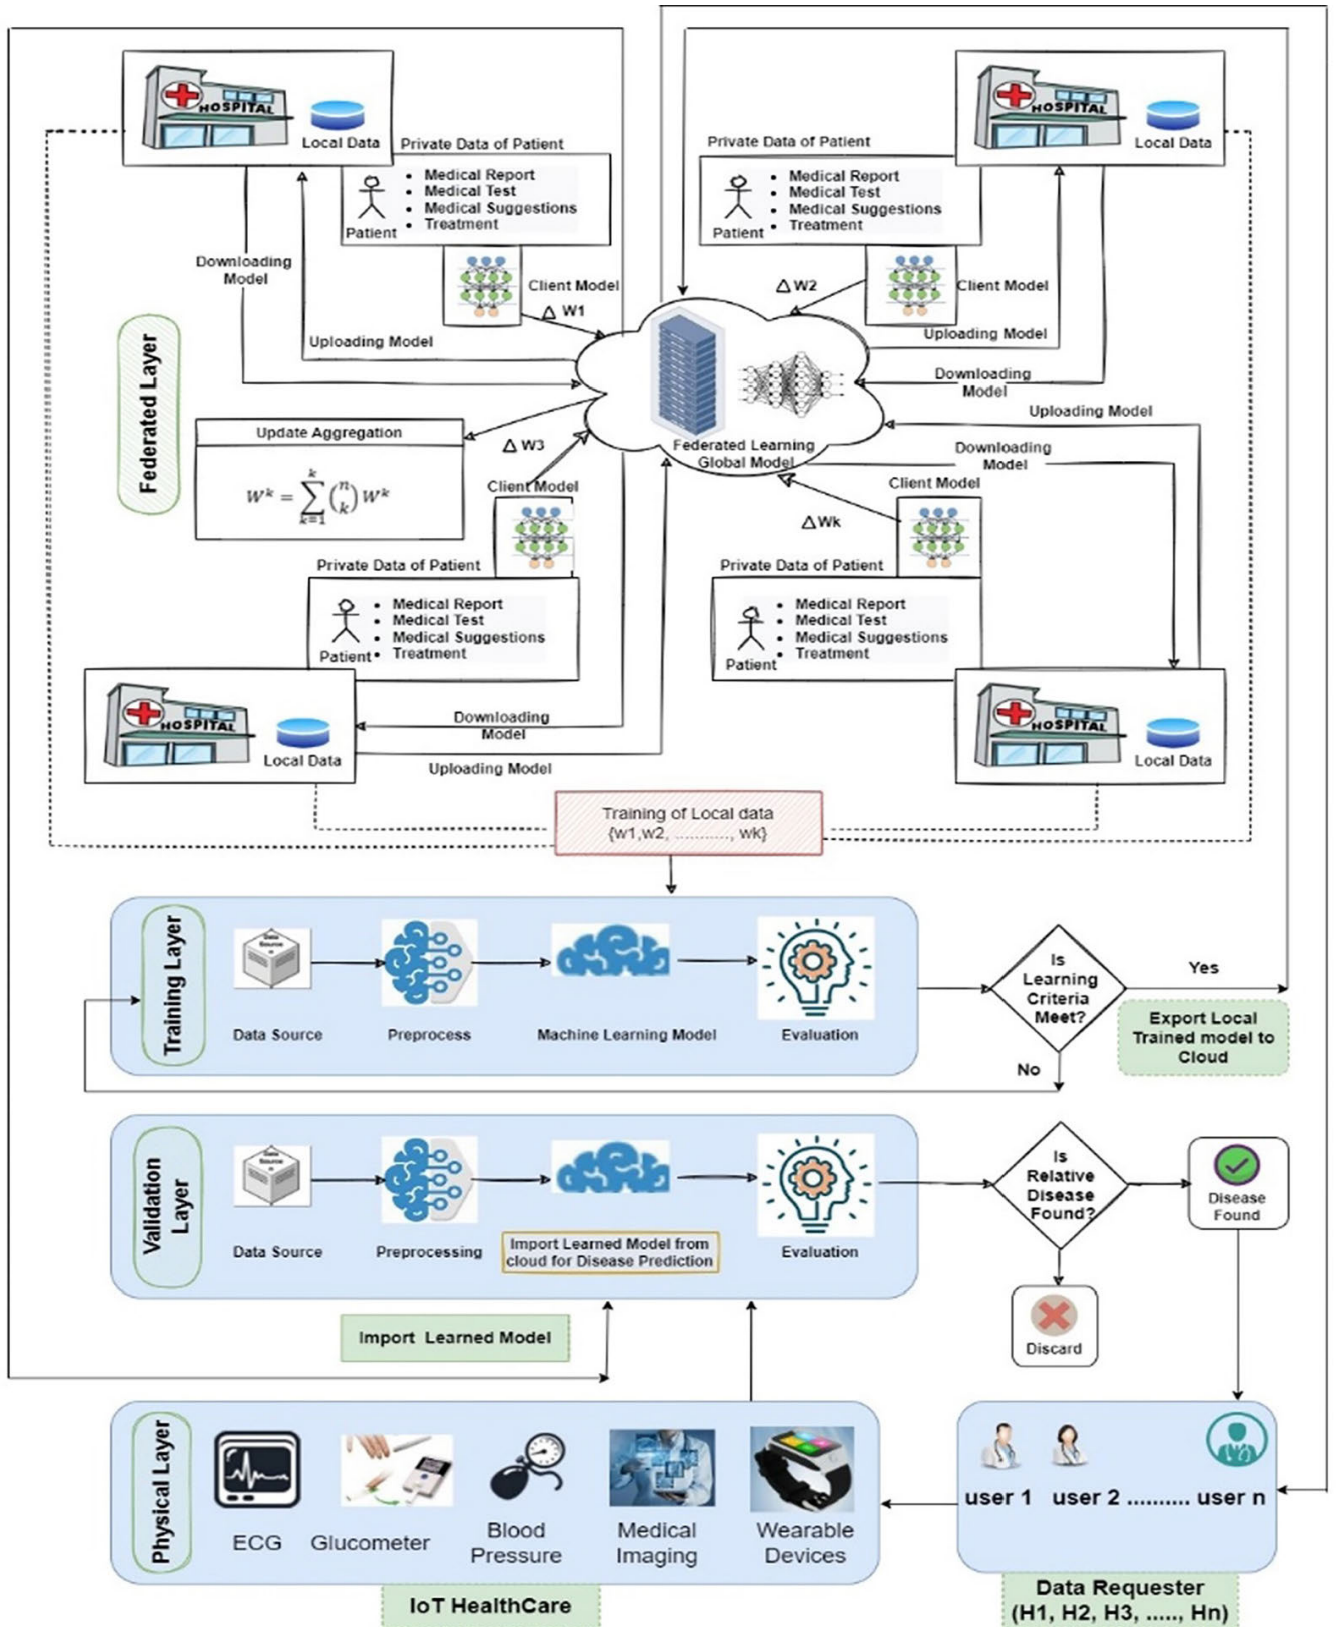 HOSPITAL
Local Data
Private Data of Patient
• Medical Report
• Medical Test
• Medical Suggestions
• Treatment
Patient
Client Model
△ W1
Downloading
Model
Uploading Model
HOSPITAL
Local Data
Private Data of Patient
• Medical Report
• Medical Test
• Medical Suggestions
• Treatment
Patient
△ W2
Client Model
Uploading Model
Downloading
Model
Federated Layer
Federated Learning
Global Model
Update Aggregation
W^k = \sum_{k=1}^{k} \binom{n}{k} W^k
△ W3
Client Model
Private Data of Patient
• Medical Report
• Medical Test
• Medical Suggestions
• Treatment
Patient
HOSPITAL
Local Data
Downloading
Model
Uploading Model
Uploading Model
Downloading
Model
Client Model
△ Wk
Private Data of Patient
• Medical Report
• Medical Test
• Medical Suggestions
• Treatment
Patient
HOSPITAL
Local Data
Training of Local data
{w1,w2, ..........., wk}
Training Layer
Data
Source
Data Source
Preprocess
Machine Learning Model
Evaluation
Is
Learning
Criteria
Meet?
Yes
No
Export Local
Trained model to
Cloud
Validation
Layer
Data
Source
Data Source
Preprocessing
Import Learned Model from
cloud for Disease Prediction
Evaluation
Is
Relative
Disease
Found?
Disease
Found
Discard
Import Learned Model
Physical Layer
ECG
Glucometer
Blood
Pressure
Medical
Imaging
Wearable
Devices
IoT HealthCare
user 1 user 2 .......... user n
Data Requester
(H1, H2, H3, ....., Hn)